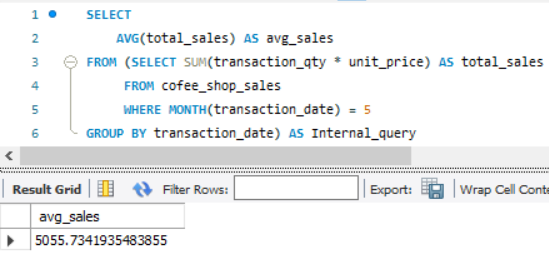 1 SELECT
2 AVG(total_sales) AS avg_sales
3 FROM (SELECT SUM(transaction_qty * unit_price) AS total_sales
4 FROM cofee_shop_sales
5 WHERE MONTH(transaction_date) = 5
6 GROUP BY transaction_date) AS Internal_query
Result Grid Filter Rows: Export: Wrap Cell Conte
avg_sales
5055.7341935483855